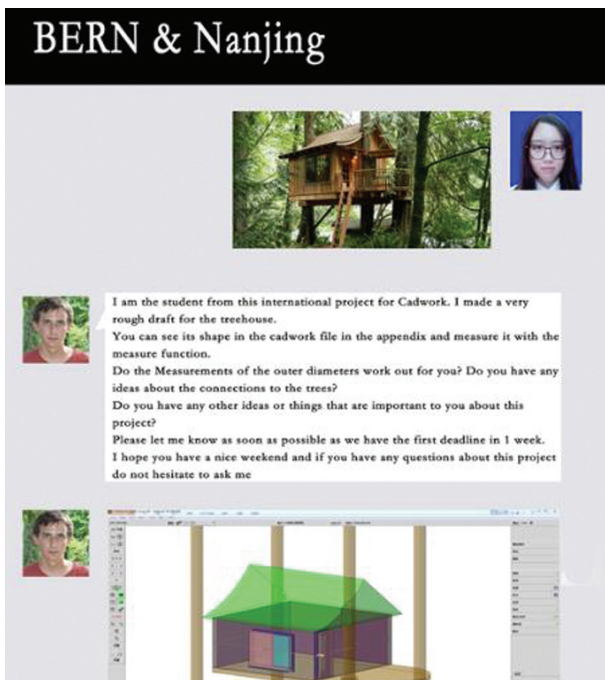 BERN & Nanjing
I am the student from this international project for Cadwork. I made a very
rough draft for the treehouse.
You can see its shape in the cadwork file in the appendix and measure it with the
measure function.
Do the Measurements of the outer diameters work out for you? Do you have any
ideas about the connections to the trees?
Do you have any other ideas or things that are important to you about this
project?
Please let me know as soon as possible as we have the first deadline in 1 week.
I hope you have a nice weekend and if you have any questions about this project
do not hesitate to ask me